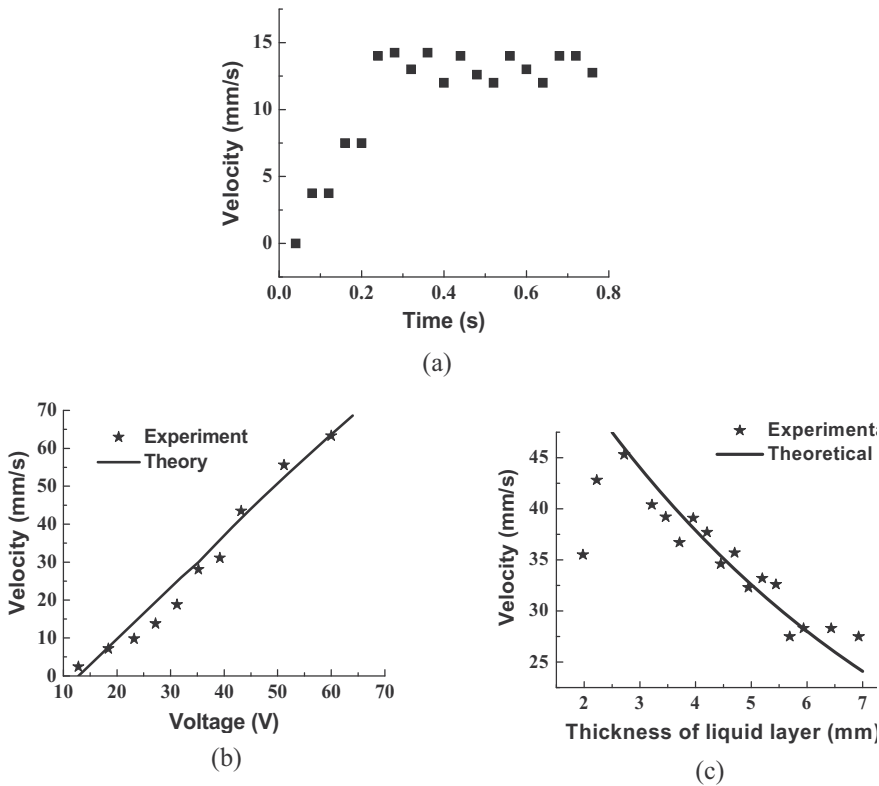 15
10
5
0
Velocity (mm/s)
0.0 0.2 0.4 0.6 0.8
Time (s)
(a)
70
60
50
40
30
20
10
0
Velocity (mm/s)
Experiment
Theory
10 20 30 40 50 60 70
Voltage (V)
(b)
Experimenta
Theoretical
45
40
35
30
25
Velocity (mm/s)
2 3 4 5 6 7
Thickness of liquid layer (mm)
(c)